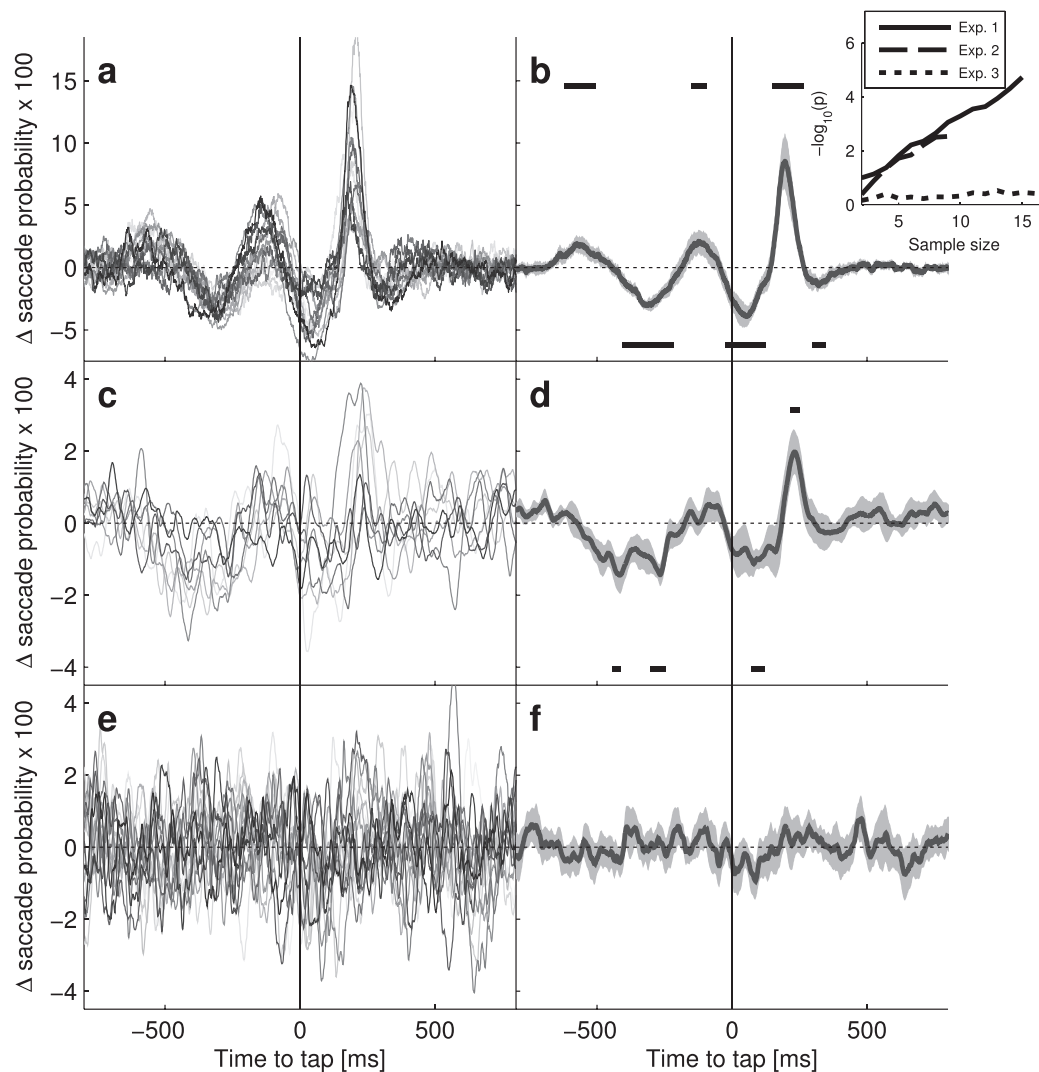 a
Δ saccade probability x 100
15
10
5
0
−5
b
Exp. 1
Exp. 2
Exp. 3
−log10(p)
6
4
2
0
5
10
15
Sample size
c
Δ saccade probability x 100
4
2
0
−2
−4
d
e
Δ saccade probability x 100
4
2
0
−2
−4
−500
0
500
Time to tap [ms]
f
−500
0
500
Time to tap [ms]